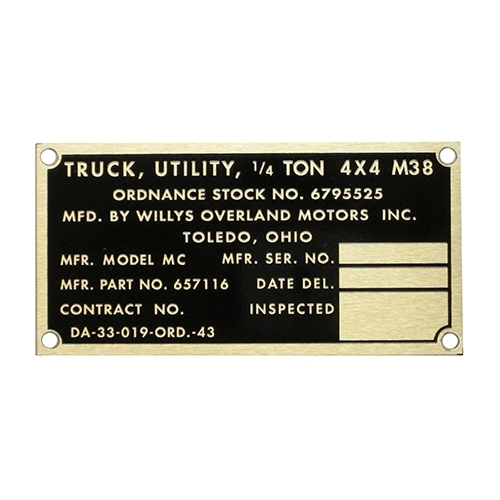 TRUCK, UTILITY, 1/4 TON 4X4 M38
ORDNANCE STOCK NO. 6795525
MFD. BY WILLYS OVERLAND MOTORS INC.
TOLEDO, OHIO
MFR. MODEL MC MFR. SER. NO.
MFR. PART NO. 657116 DATE DEL.
CONTRACT NO. INSPECTED
DA-33-019-ORD.-43